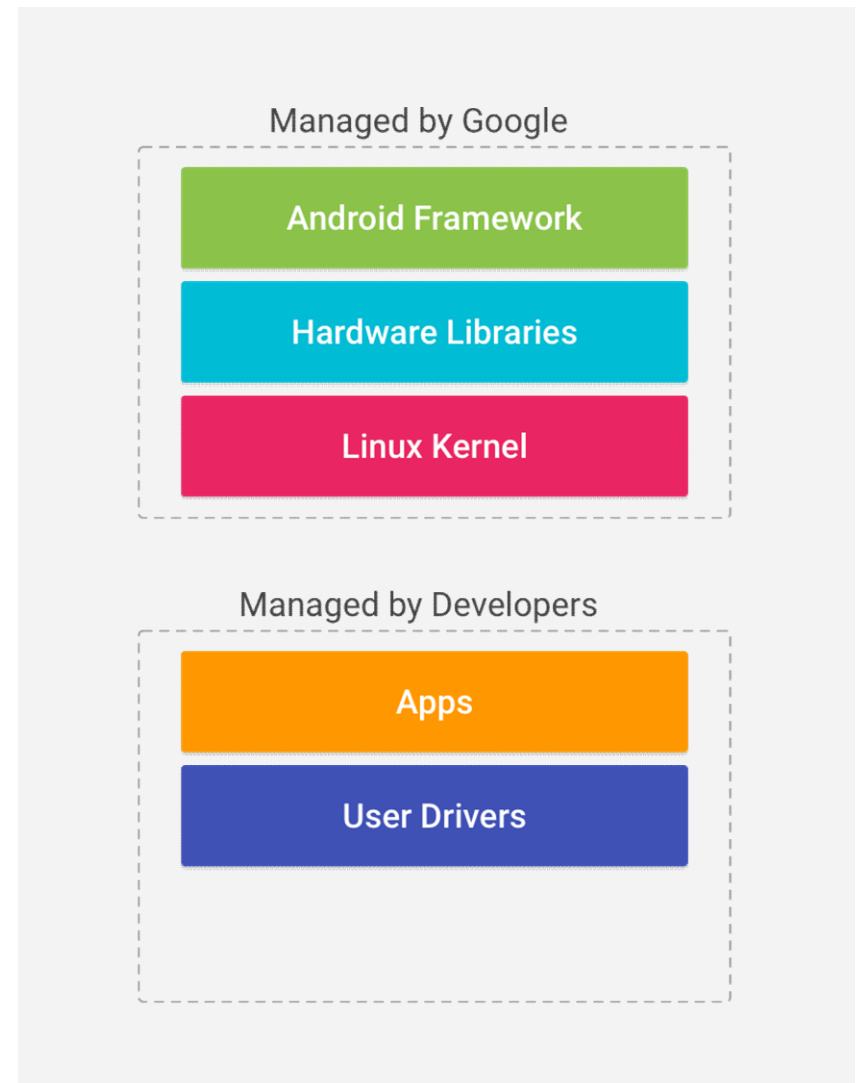 Managed by Google
Android Framework
Hardware Libraries
Linux Kernel
Managed by Developers
Apps
User Drivers